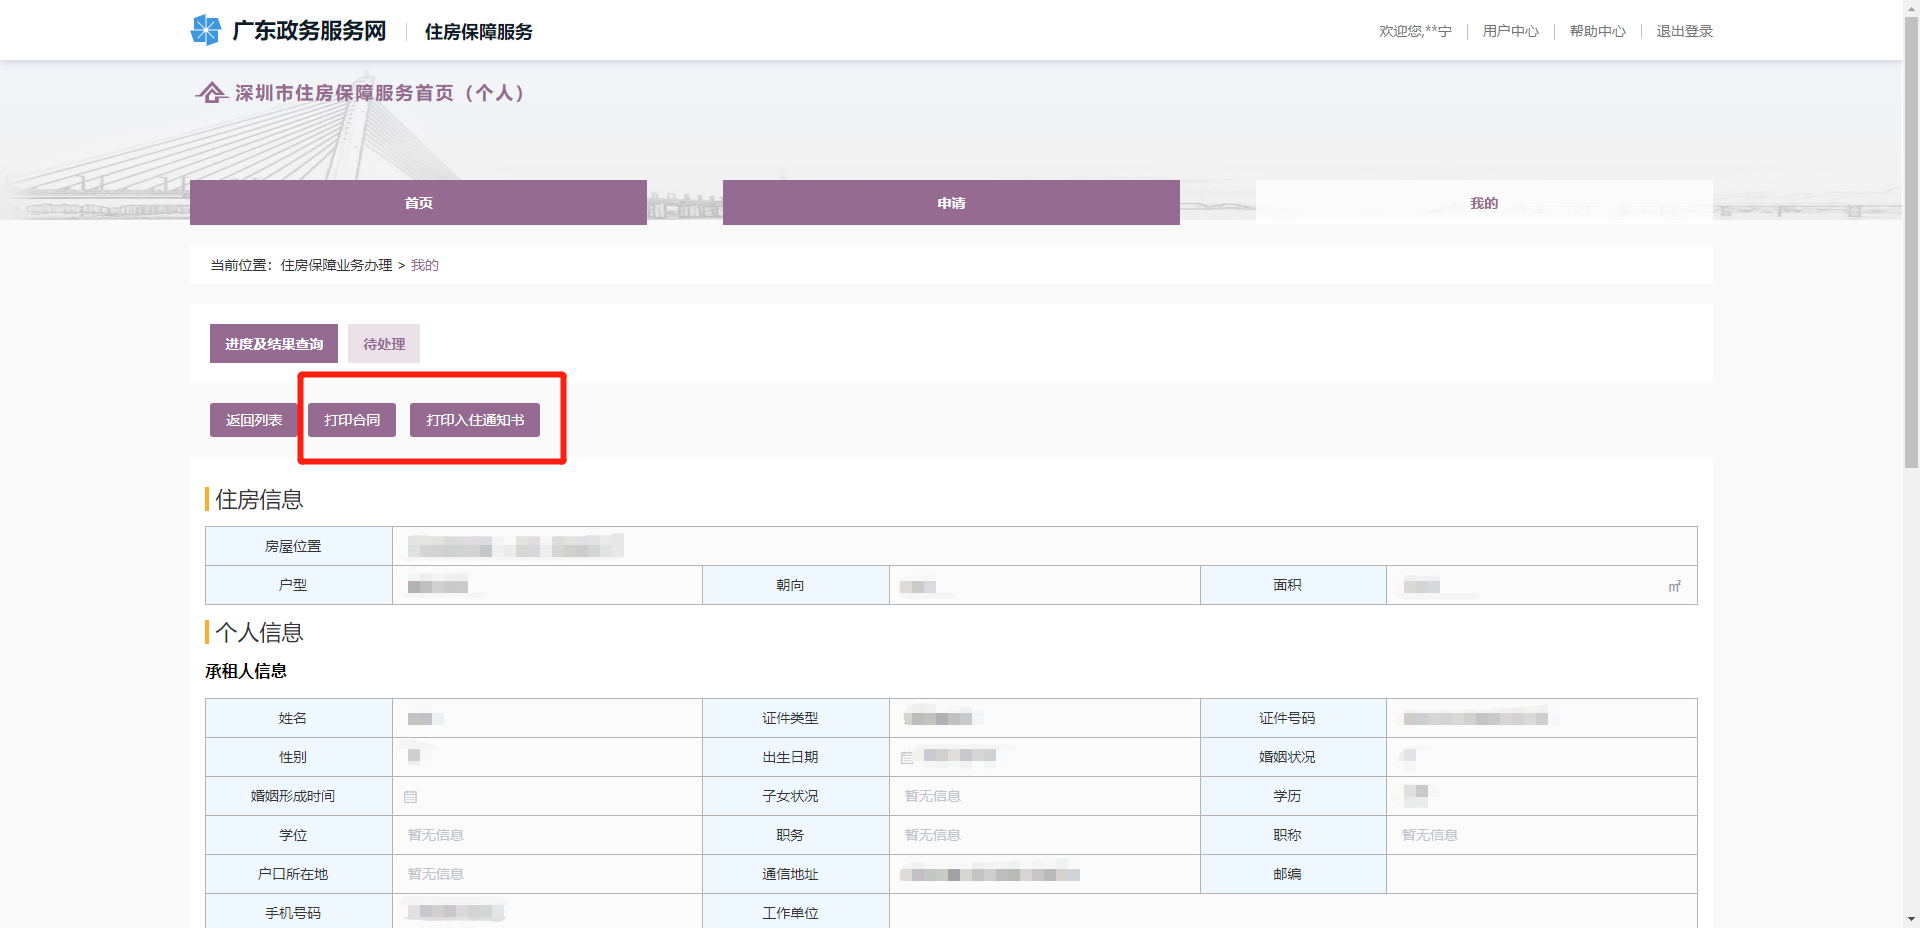 广东政务服务网 住房保障服务 欢迎您,**宁 用户中心 帮助中心 退出登录
深圳市住房保障服务首页（个人）
首页 申请 我的
当前位置：住房保障业务办理 > 我的
进度及结果查询 待处理
返回列表 打印合同 打印入住通知书
住房信息
房屋位置
户型 朝向 面积 ㎡
个人信息
承租人信息
姓名 证件类型 证件号码
性别 出生日期 婚姻状况
婚姻形成时间 子女状况 暂无信息 学历
学位 暂无信息 职务 暂无信息 职称 暂无信息
户口所在地 暂无信息 通信地址 邮编
手机号码 工作单位